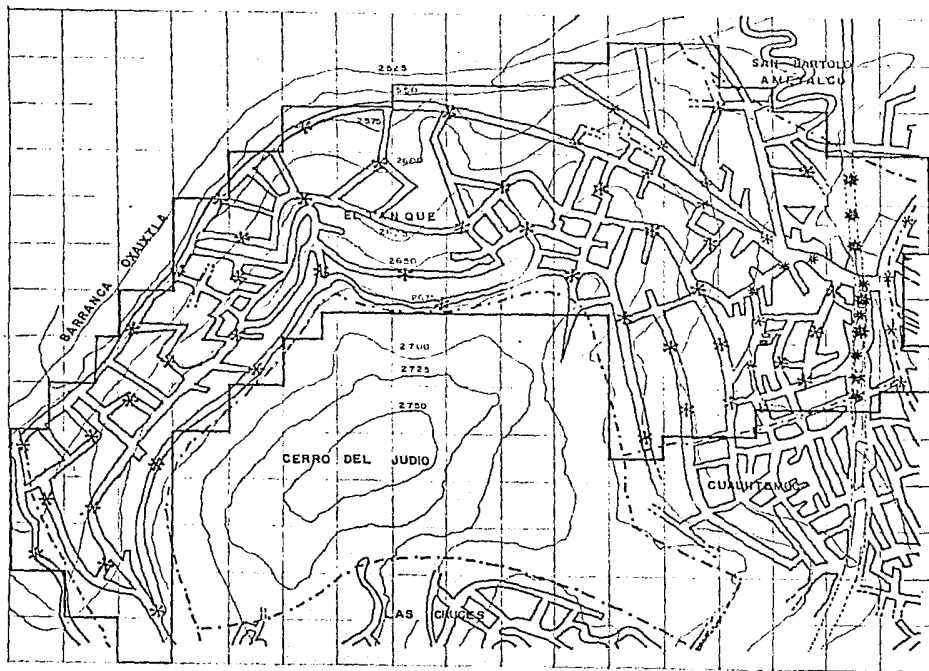 2525
SAN BARTOLO
AMEYALCO
2575
2600
EL TANQUE
BARRANCA OXAIXTLA
2650
2700
2725
2750
CERRO DEL JUDIO
CUAUHTEMOC
LAS CRUCES